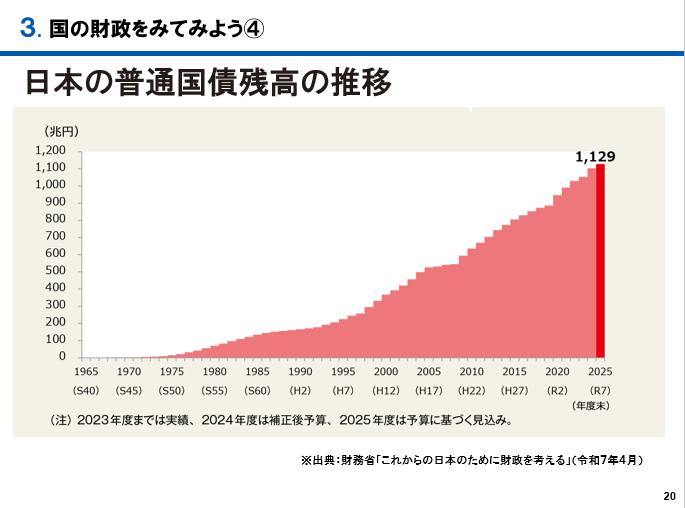 3. 国の財政をみてみよう④
日本の普通国債残高の推移
（兆円）
1,200
1,129
1,100
1,000
900
800
700
600
500
400
300
200
100
0
1965 1970 1975 1980 1985 1990 1995 2000 2005 2010 2015 2020 2025
（S40） （S45） （S50） （S55） （S60） （H2） （H7） （H12） （H17） （H22） （H27） （R2） （R7）
（年度末）
（注） 2023年度までは実績、2024年度は補正後予算、2025年度は予算に基づく見込み。
※出典：財務省「これからの日本のために財政を考える」（令和7年4月）
20